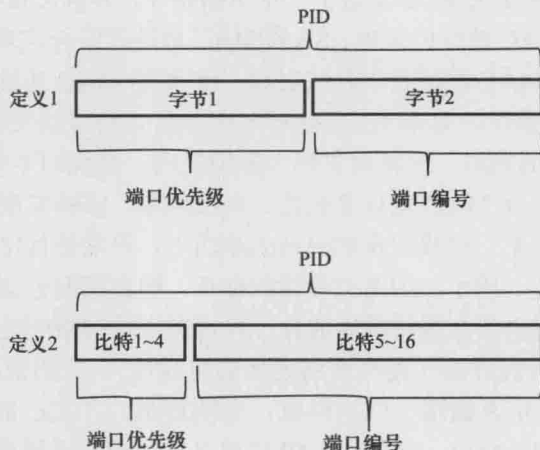 PID
定义1
字节1
字节2
端口优先级
端口编号
PID
定义2
比特1~4
比特5~16
端口优先级
端口编号